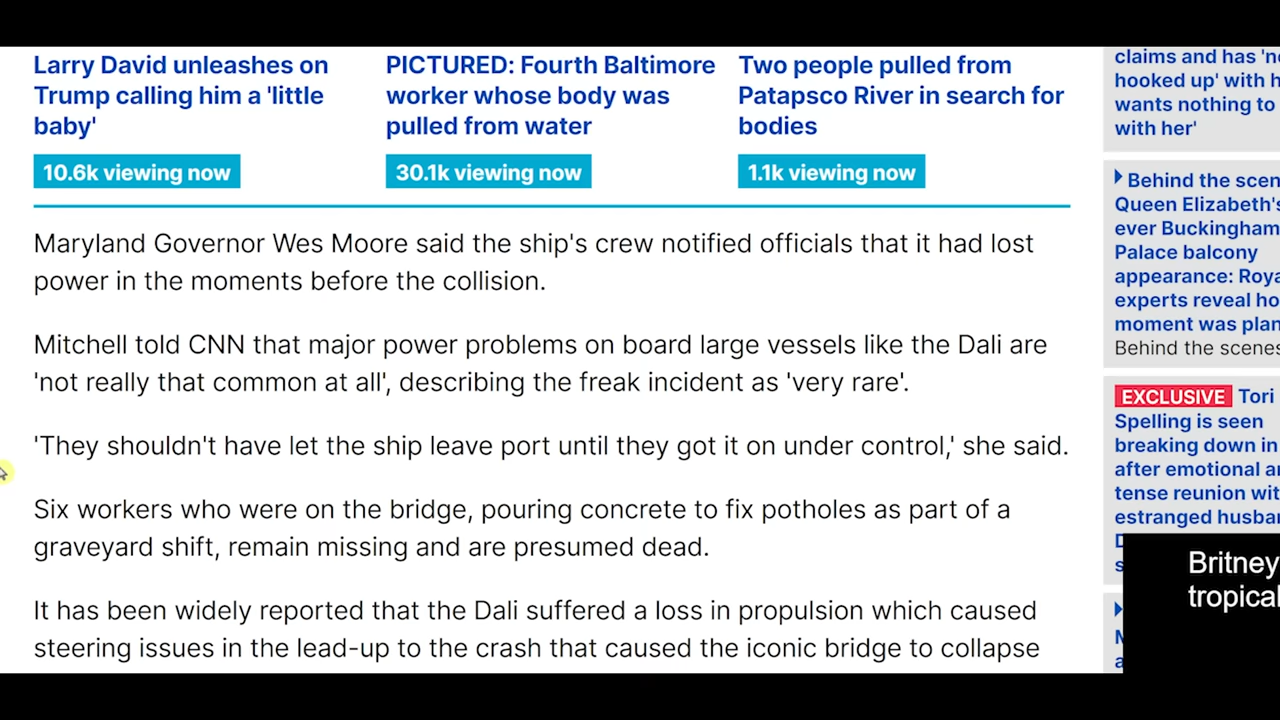 Larry David unleashes on
Trump calling him a 'little
baby'
10.6k viewing now
PICTURED: Fourth Baltimore
worker whose body was
pulled from water
30.1k viewing now
Two people pulled from
Patapsco River in search for
bodies
1.1k viewing now
Maryland Governor Wes Moore said the ship's crew notified officials that it had lost
power in the moments before the collision.
Mitchell told CNN that major power problems on board large vessels like the Dali are
'not really that common at all', describing the freak incident as 'very rare'.
'They shouldn't have let the ship leave port until they got it on under control,' she said.
Six workers who were on the bridge, pouring concrete to fix potholes as part of a
graveyard shift, remain missing and are presumed dead.
It has been widely reported that the Dali suffered a loss in propulsion which caused
steering issues in the lead-up to the crash that caused the iconic bridge to collapse
claims and has
hooked up' with
wants nothing to
with her'
Behind the
Queen Elizabeth's
ever Buckingham
Palace balcony
appearance:
experts reveal
moment was
Behind the scenes
EXCLUSIVE Tori
Spelling is seen
breaking down in
after emotional
tense reunion
estranged
Britney
tropical